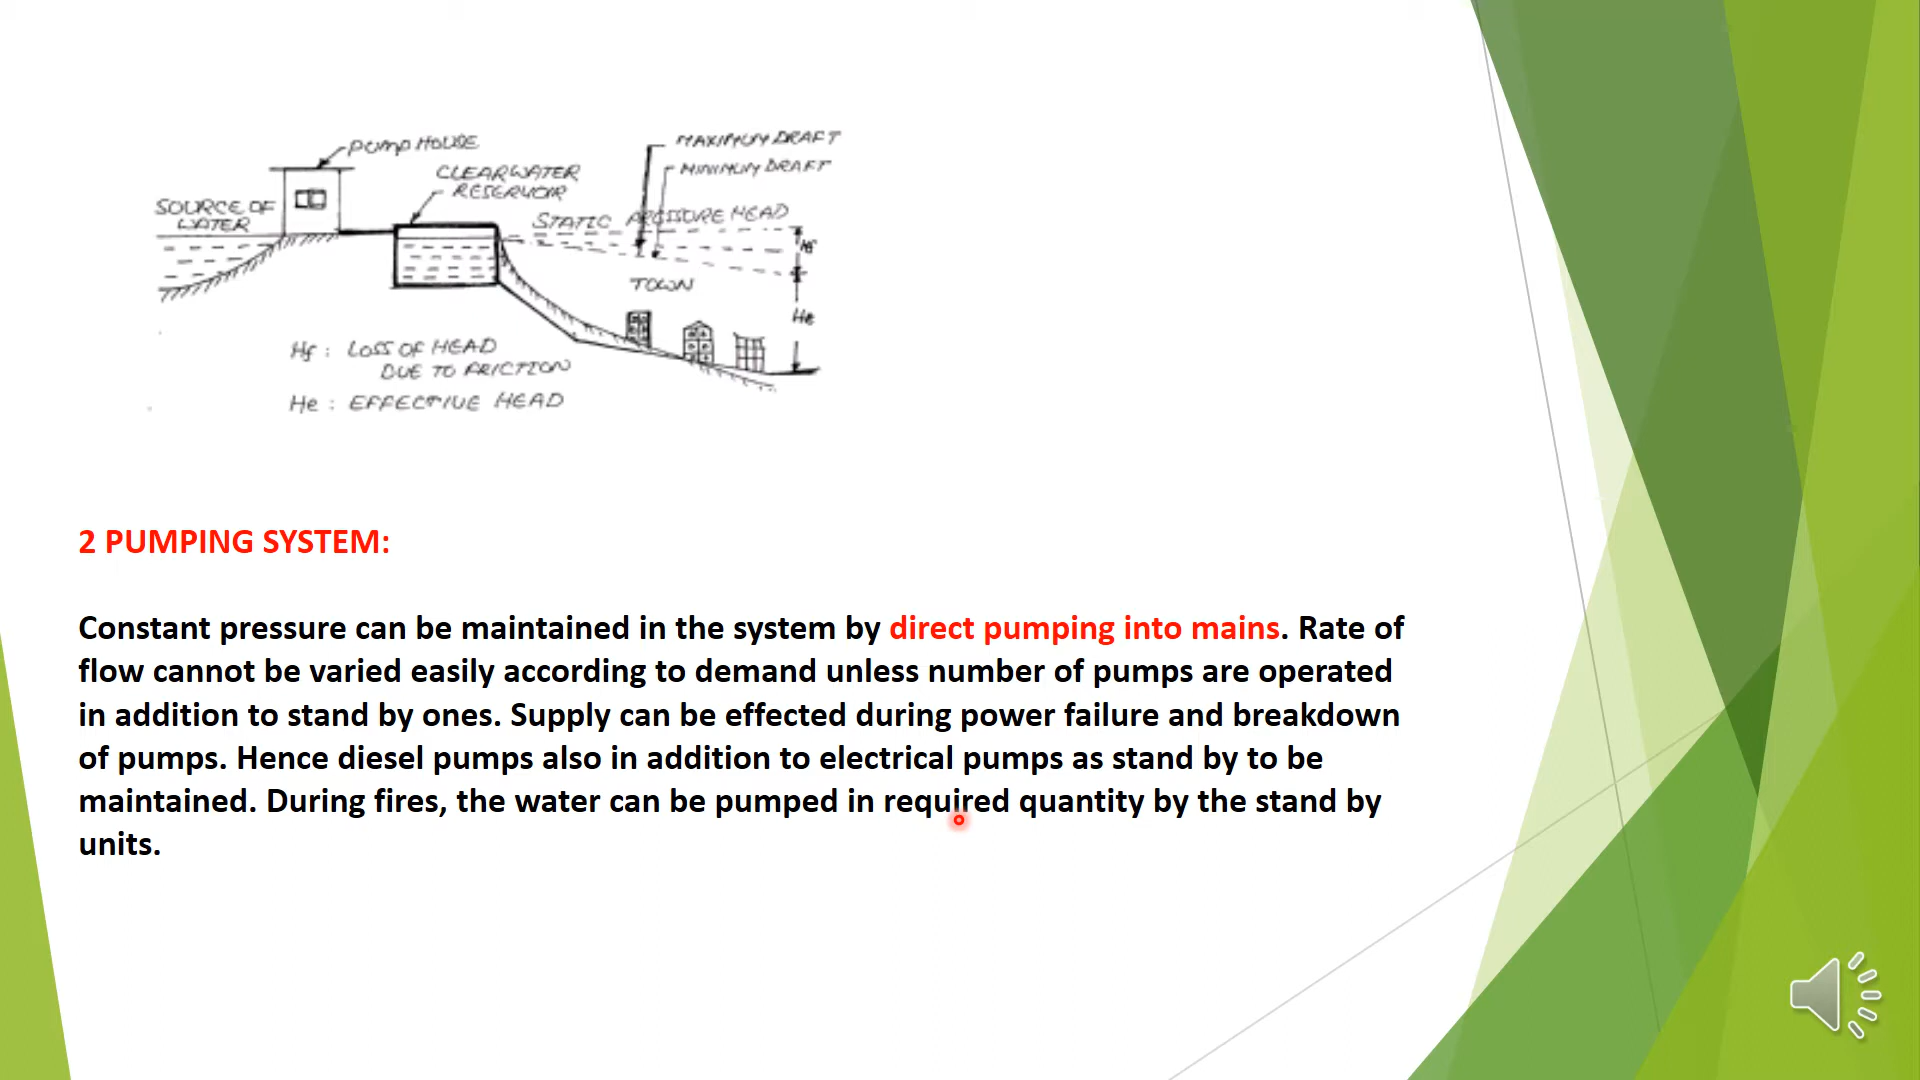 PUMP HOUSE
MAXIMUM DRAFT
MINIMUM DRAFT
CLEARWATER
RESERVOIR
SOURCE OF
WATER
STATIC PRESSURE HEAD
Hf
TOWN
He
Hf : LOSS OF HEAD
DUE TO FRICTION
He : EFFECTIVE HEAD
2 PUMPING SYSTEM:
Constant pressure can be maintained in the system by direct pumping into mains. Rate of
flow cannot be varied easily according to demand unless number of pumps are operated
in addition to stand by ones. Supply can be effected during power failure and breakdown
of pumps. Hence diesel pumps also in addition to electrical pumps as stand by to be
maintained. During fires, the water can be pumped in required quantity by the stand by
units.